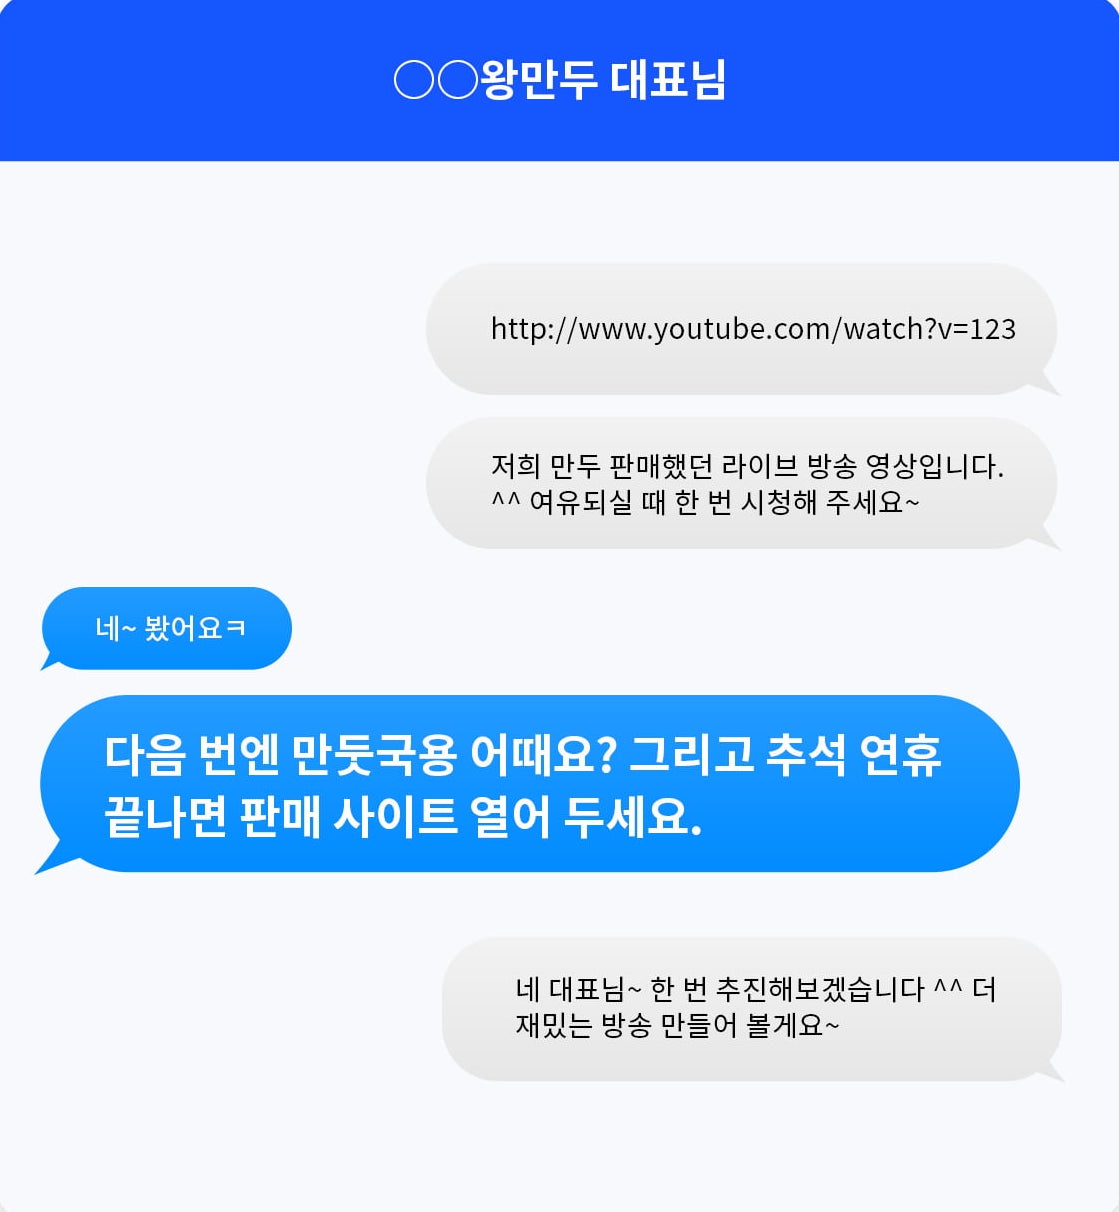 ○○왕만두 대표님
http://www.youtube.com/watch?v=123
저희 만두 판매했던 라이브 방송 영상입니다.
^^ 여유되실 때 한 번 시청해 주세요~
네~ 봤어요ㅋ
다음 번엔 만둣국용 어때요? 그리고 추석 연휴
끝나면 판매 사이트 열어 두세요.
네 대표님~ 한 번 추진해보겠습니다 ^^ 더
재밌는 방송 만들어 볼게요~